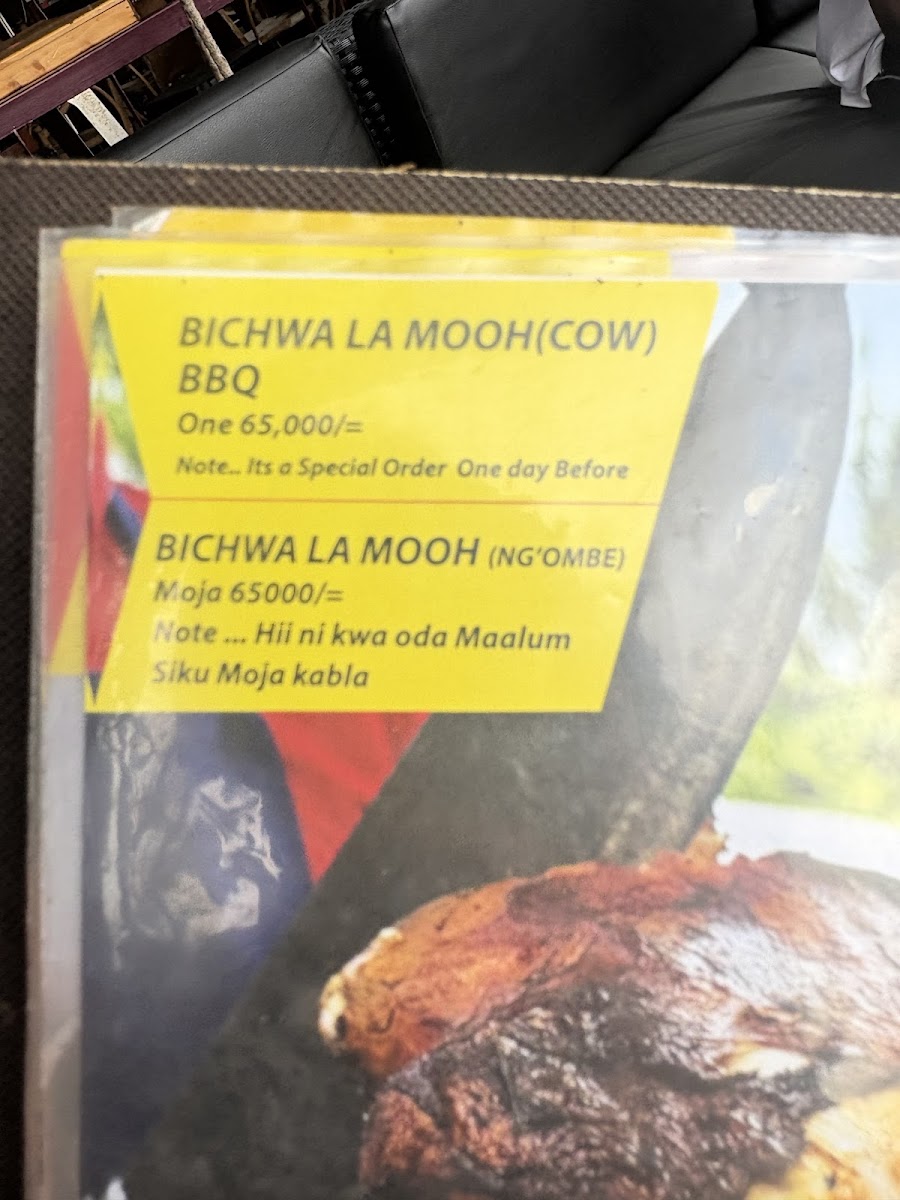 BICHWA LA MOOH(COW)
BBQ
One 65,000/=
Note... Its a Special Order One day Before
BICHWA LA MOOH (NG'OMBE)
Moja 65000/=
Note ... Hii ni kwa oda Maalum
Siku Moja kabla